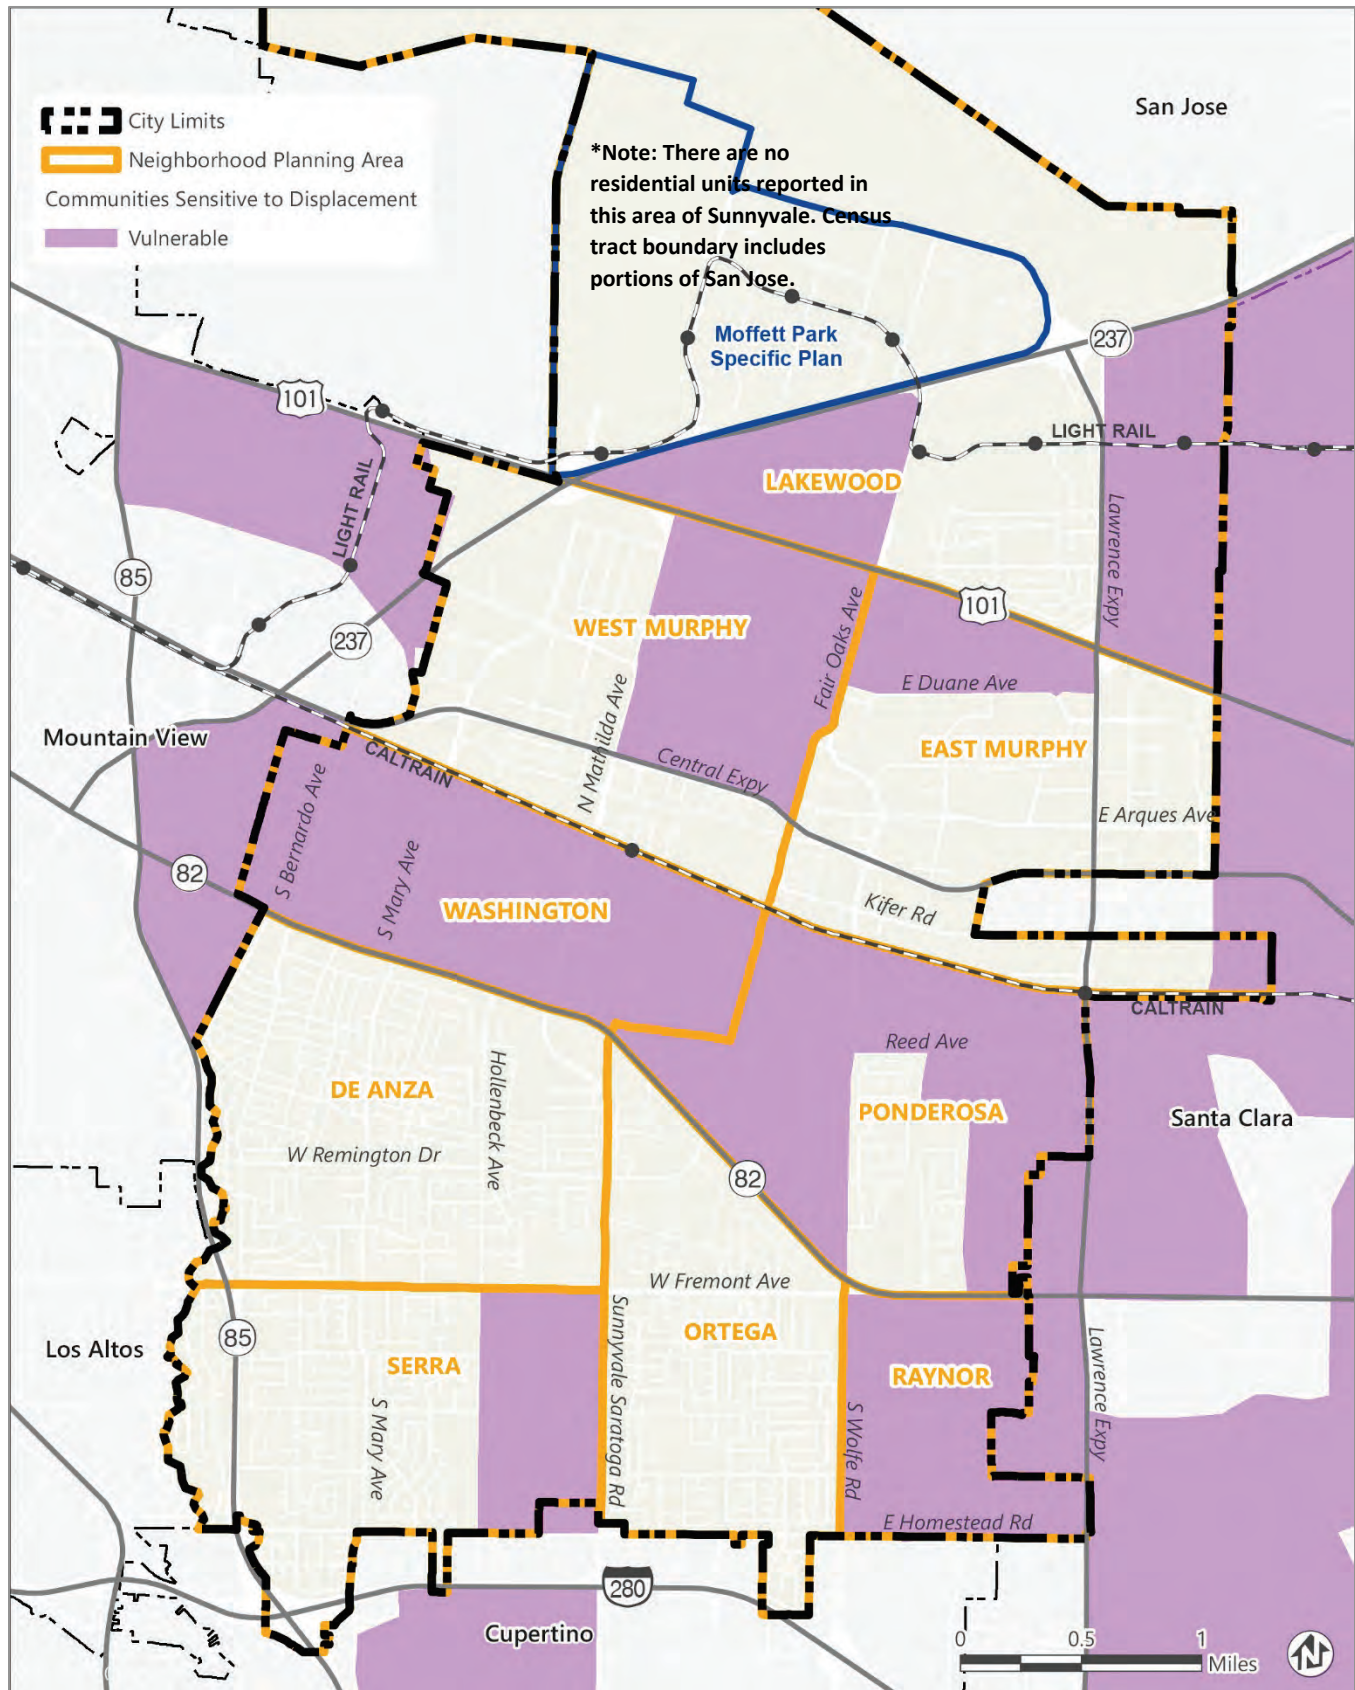 San Jose
City Limits
Neighborhood Planning Area
Communities Sensitive to Displacement
Vulnerable
*Note: There are no
residential units reported in
this area of Sunnyvale. Census
tract boundary includes
portions of San Jose.
Moffett Park
Specific Plan
237
101
LIGHT RAIL
LAKEWOOD
LIGHT RAIL
Lawrence Expy
85
101
237
WEST MURPHY
Fair Oaks Ave
E Duane Ave
N Mathilda Ave
Mountain View
CALTRAIN
Central Expy
EAST MURPHY
S Bernardo Ave
E Arques Ave
82
S Mary Ave
WASHINGTON
Kifer Rd
CALTRAIN
Reed Ave
DE ANZA
Hollenbeck Ave
PONDEROSA
Santa Clara
W Remington Dr
82
W Fremont Ave
85
Los Altos
SERRA
Sunnyvale Saratoga Rd
ORTEGA
RAYNOR
Lawrence Expy
S Mary Ave
S Wolfe Rd
E Homestead Rd
280
Cupertino
0 0.5 1
Miles
N